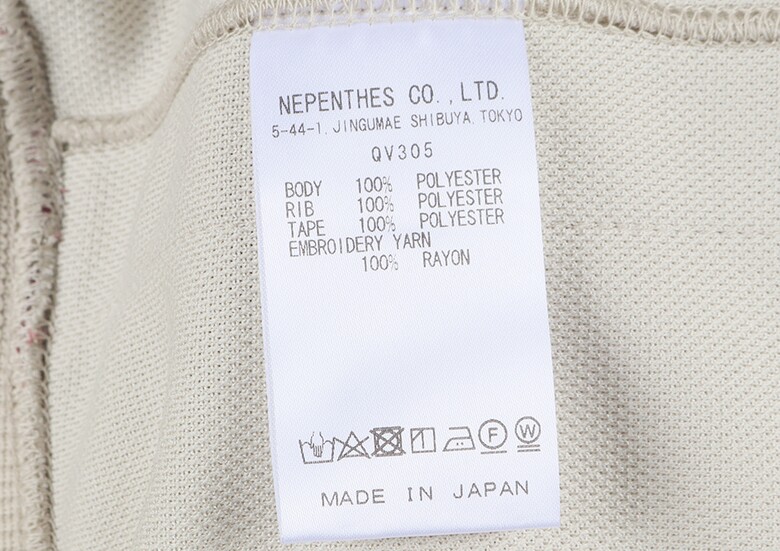 NEPENTHES CO.,LTD.
5-44-1, JINGUMAE SHIBUYA, TOKYO
QV305
BODY 100% POLYESTER
RIB 100% POLYESTER
TAPE 100% POLYESTER
EMBROIDERY YARN
100% RAYON
F W
MADE IN JAPAN